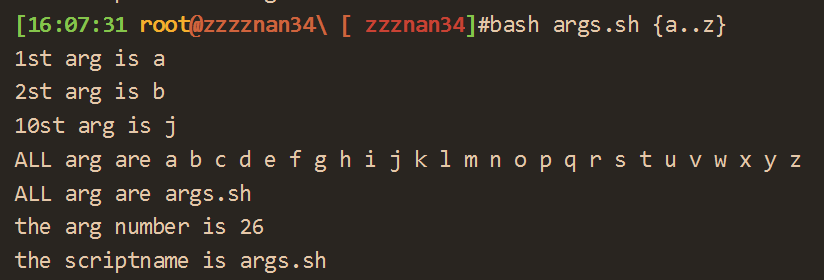 [16:07:31 root@zzzznan34\ [ zzznan34]#bash args.sh {a..z}
1st arg is a
2st arg is b
10st arg is j
ALL arg are a b c d e f g h i j k l m n o p q r s t u v w x y z
ALL arg are args.sh
the arg number is 26
the scriptname is args.sh